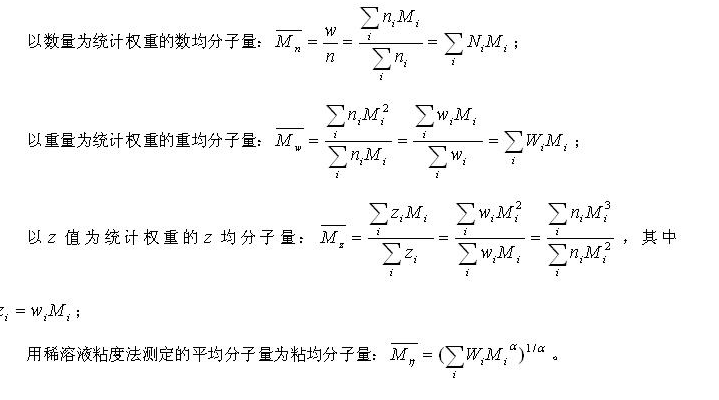 以数量为统计权重的数均分子量：$\overline{M_n} = \frac{w}{n} = \frac{\sum_i n_i M_i}{\sum_i n_i} = \sum_i N_i M_i$；
以重量为统计权重的重均分子量：$\overline{M_w} = \frac{\sum_i n_i M_i^2}{\sum_i n_i M_i} = \frac{\sum_i w_i M_i}{\sum_i w_i} = \sum_i W_i M_i$；
以 z 值为统计权重的 z 均分子量：$\overline{M_z} = \frac{\sum_i z_i M_i}{\sum_i z_i} = \frac{\sum_i w_i M_i^2}{\sum_i w_i M_i} = \frac{\sum_i n_i M_i^3}{\sum_i n_i M_i^2}$，其中
$z_i = w_i M_i$；
用稀溶液粘度法测定的平均分子量为粘均分子量：$\overline{M_\eta} = (\sum_i W_i M_i^{\alpha})^{1/\alpha}$。